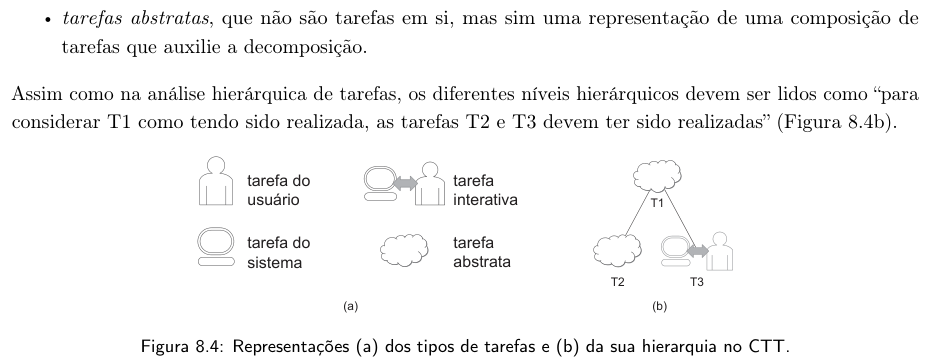 • tarefas abstratas, que não são tarefas em si, mas sim uma representação de uma composição de
tarefas que auxilie a decomposição.
Assim como na análise hierárquica de tarefas, os diferentes níveis hierárquicos devem ser lidos como “para
considerar T1 como tendo sido realizada, as tarefas T2 e T3 devem ter sido realizadas” (Figura 8.4b).
tarefa do
usuário
tarefa
interativa
tarefa do
sistema
tarefa
abstrata
(a)
T1
T2
T3
(b)
Figura 8.4: Representações (a) dos tipos de tarefas e (b) da sua hierarquia no CTT.